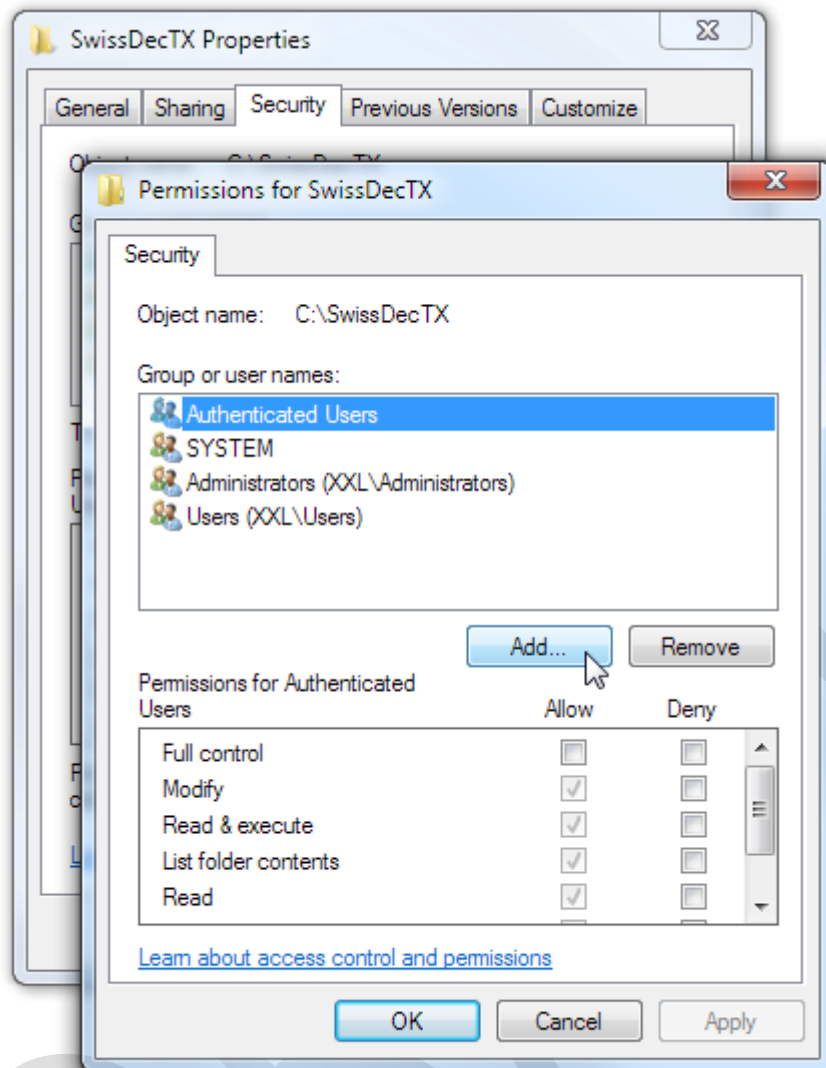 SwissDecTX Properties
General Sharing Security Previous Versions Customize
Permissions for SwissDecTX
Security
Object name: C:\SwissDecTX
Group or user names:
Authenticated Users
SYSTEM
Administrators (XXL\Administrators)
Users (XXL\Users)
Add... Remove
Permissions for Authenticated
Users Allow Deny
Full control
Modify
Read & execute
List folder contents
Read
Learn about access control and permissions
OK Cancel Apply